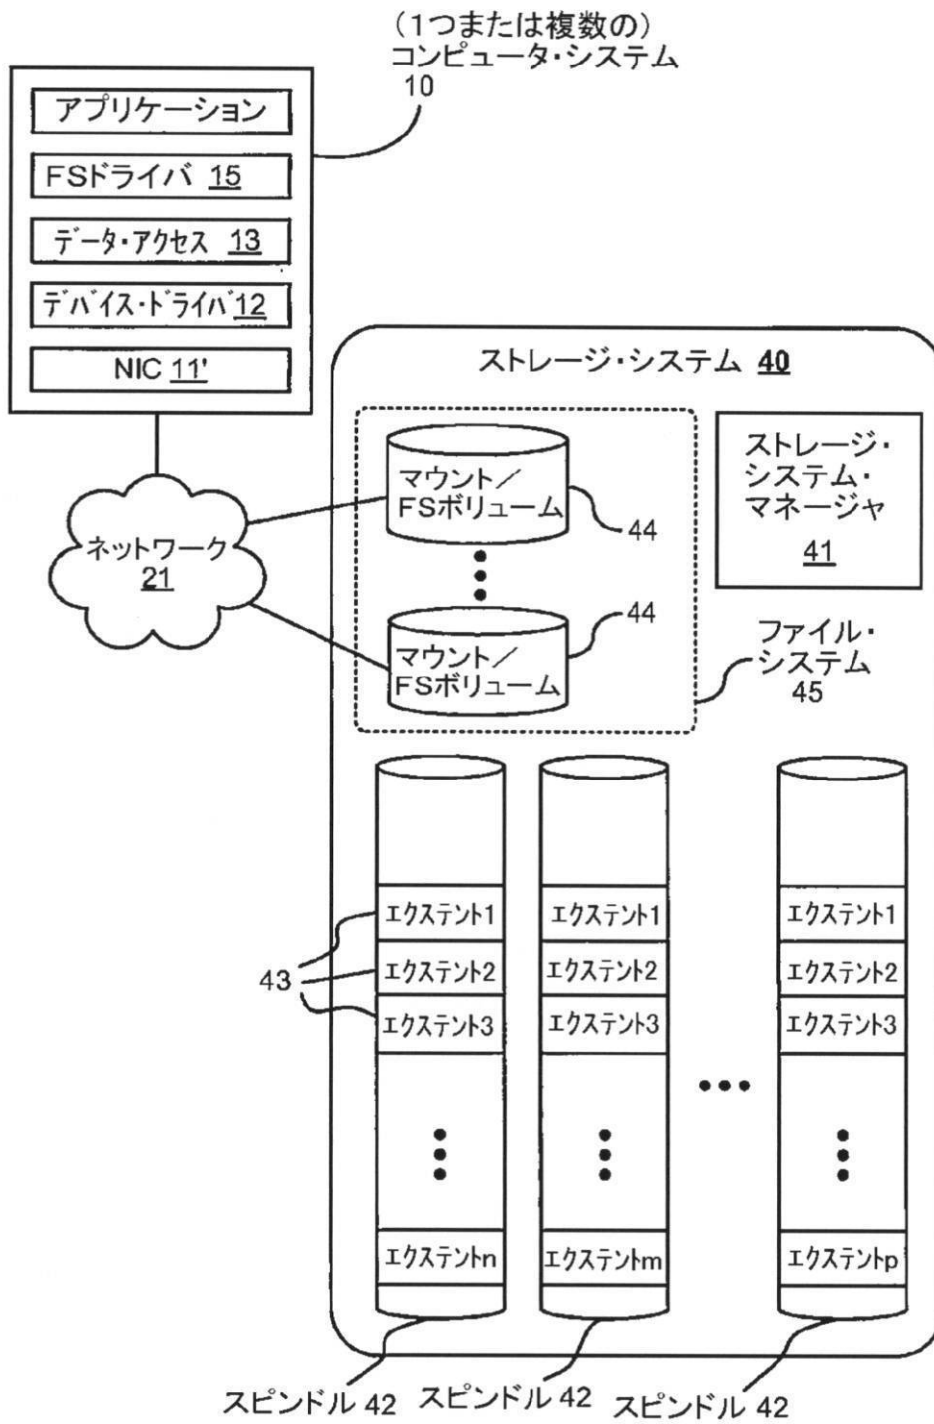 (1つまたは複数の)
コンピュータ・システム
10
アプリケーション
FSドライバ 15
データ・アクセス 13
デバイス・ドライバ 12
NIC 11'
ネットワーク
21
ストレージ・システム 40
マウント/
FSボリューム
44
マウント/
FSボリューム
44
ストレージ・
システム・
マネージャ
41
ファイル・
システム
45
エクステント1
エクステント2
エクステント3
エクステントn
43
エクステント1
エクステント2
エクステント3
エクステントm
エクステント1
エクステント2
エクステント3
エクステントp
スピンドル 42
スピンドル 42
スピンドル 42